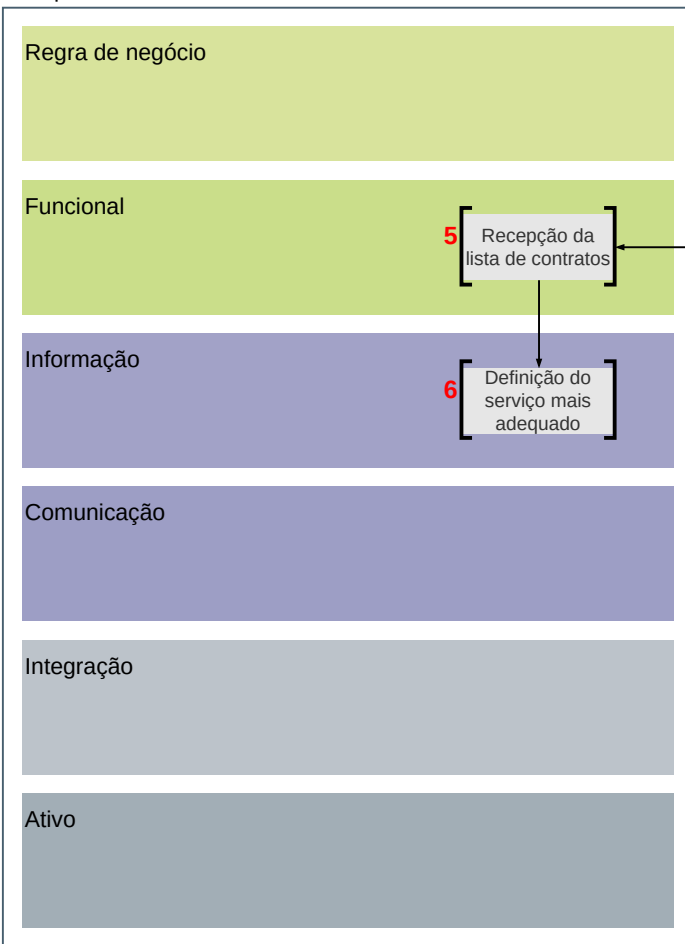 Regra de negócio
Funcional
5
Recepção da
lista de contratos
Informação
6
Definição do
serviço mais
adequado
Comunicação
Integração
Ativo